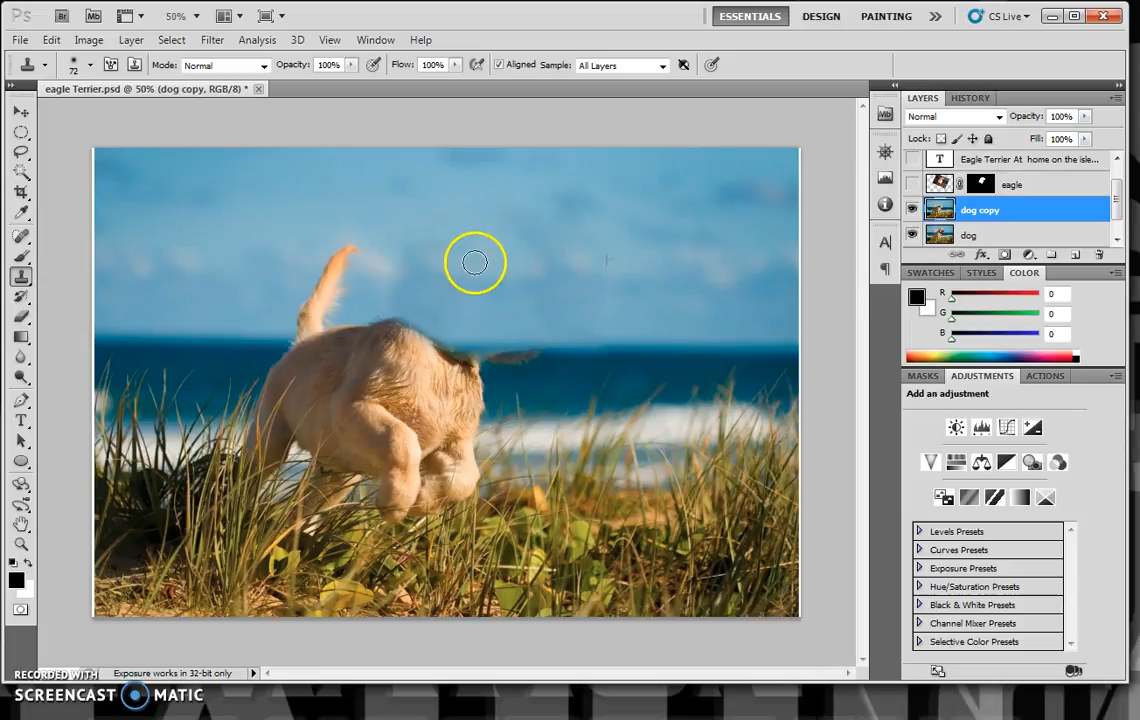 Ps Br Mb 50% ESSENTIALS DESIGN PAINTING CS Live
File Edit Image Layer Select Filter Analysis 3D View Window Help
72 Mode: Normal Opacity: 100% Flow: 100% Aligned Sample: All Layers
eagle Terrier.psd @ 50% (dog copy, RGB/8) *
LAYERS HISTORY
Normal Opacity: 100%
Lock: Fill: 100%
T Eagle Terrier At home on the isle...
eagle
dog copy
dog
fx
SWATCHES STYLES COLOR
R 0
G 0
B 0
MASKS ADJUSTMENTS ACTIONS
Add an adjustment
Levels Presets
Curves Presets
Exposure Presets
Hue/Saturation Presets
Black & White Presets
Channel Mixer Presets
Selective Color Presets
Exposure works in 32-bit only
RECORDED WITH
SCREENCAST MATIC